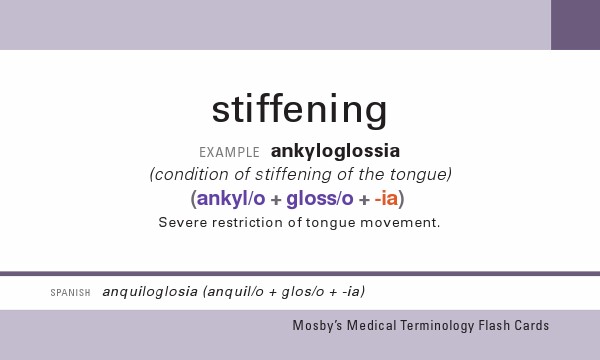 stiffening
EXAMPLE ankyloglossia
(condition of stiffening of the tongue)
(ankyl/o + gloss/o + -ia)
Severe restriction of tongue movement.
SPANISH anquiloglosia (anquil/o + glos/o + -ia)
Mosby's Medical Terminology Flash Cards